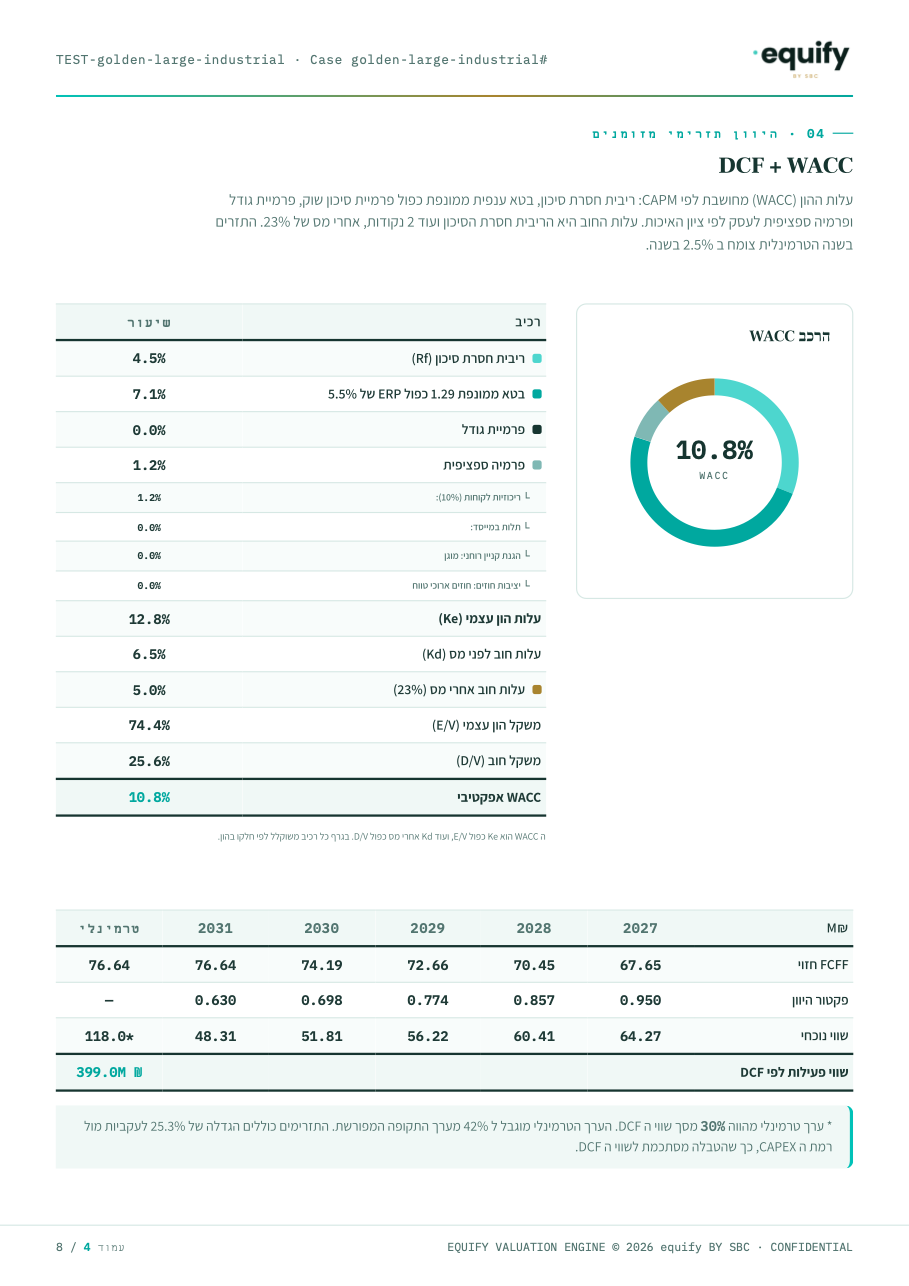 TEST-golden-large-industrial · Case golden-large-industrial#
equify
BY SBC
04 · היוון תזרימי מזומנים
DCF + WACC
עלות ההון (WACC) מחושבת לפי CAPM: ריבית חסרת סיכון, בטא ענפית ממונפת כפול פרמיית סיכון שוק, פרמיית גודל
ופרמיה ספציפית לעסק לפי ציון האיכות. עלות החוב היא הריבית חסרת הסיכון ועוד 2 נקודות, אחרי מס של 23%. התזרים
בשנה הטרמינלית צומח ב 2.5% בשנה.
הרכב WACC
10.8%
WACC
רכיב שיעור
ריבית חסרת סיכון (Rf) 4.5%
בטא ממונפת 1.29 כפול ERP של 5.5% 7.1%
פרמיית גודל 0.0%
פרמיה ספציפית 1.2%
└ ריכוזיות לקוחות (10%): 1.2%
└ תלות במייסד: 0.0%
└ הגנת קניין רוחני: מוגן 0.0%
└ יציבות חוזים: חוזים ארוכי טווח 0.0%
עלות הון עצמי (Ke) 12.8%
עלות חוב לפני מס (Kd) 6.5%
עלות חוב אחרי מס (23%) 5.0%
משקל הון עצמי (E/V) 74.4%
משקל חוב (D/V) 25.6%
WACC אפקטיבי 10.8%
ה WACC הוא Ke כפול E/V, ועוד Kd אחרי מס כפול D/V. בגרף כל רכיב משוקלל לפי חלקו בהון.
₪M 2027 2028 2029 2030 2031 טרמינלי
FCFF חזוי 67.65 70.45 72.66 74.19 76.64 76.64
פקטור היוון 0.950 0.857 0.774 0.698 0.630 —
שווי נוכחי 64.27 60.41 56.22 51.81 48.31 118.0*
שווי פעילות לפי DCF 399.0M ₪
* ערך טרמינלי מהווה 30% מסך שווי ה DCF. הערך הטרמינלי מוגבל ל 42% מערך התקופה המפורשת. התזרימים כוללים הגדלה של 25.3% לעקביות מול
רמת ה CAPEX, כך שהטבלה מסתכמת לשווי ה DCF.
EQUIFY VALUATION ENGINE © 2026 equify BY SBC · CONFIDENTIAL
עמוד 4 / 8